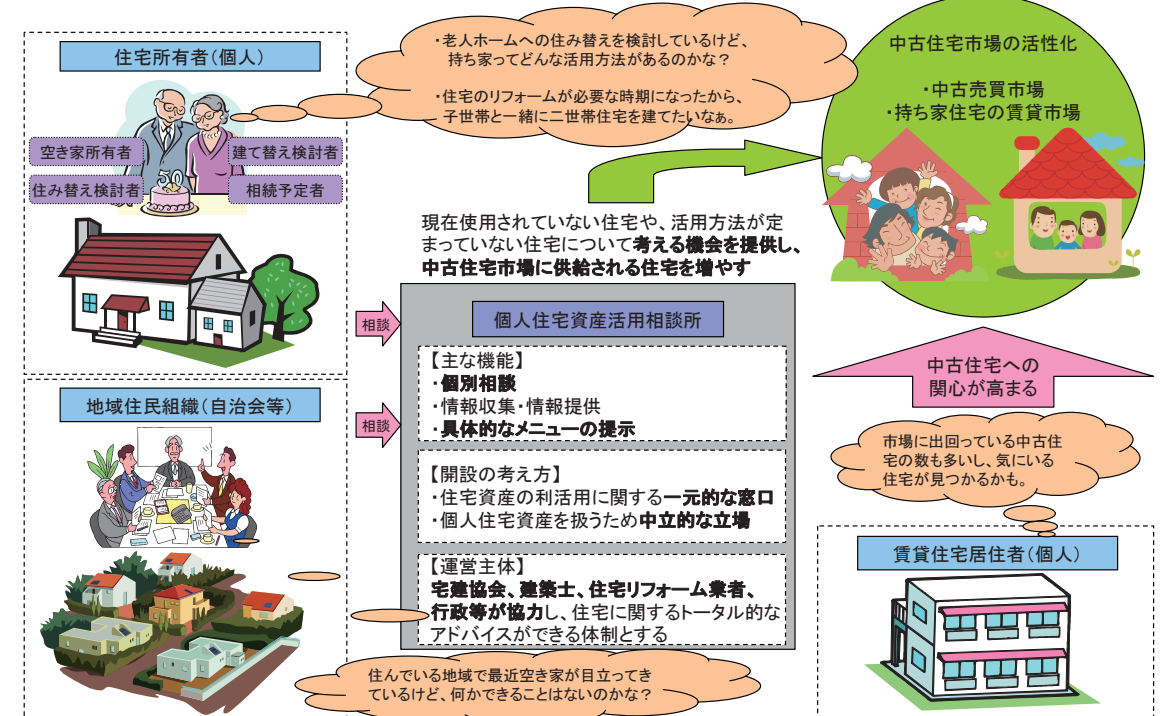 住宅所有者(個人)
空き家所有者
建て替え検討者
住み替え検討者
相続予定者
50
・老人ホームへの住み替えを検討しているけど、
持ち家ってどんな活用方法があるのかな？
・住宅のリフォームが必要な時期になったから、
子世帯と一緒に二世帯住宅を建てたいなぁ。
中古住宅市場の活性化
・中古売買市場
・持ち家住宅の賃貸市場
現在使用されていない住宅や、活用方法が定
まっていない住宅について考える機会を提供し、
中古住宅市場に供給される住宅を増やす
相談
相談
個人住宅資産活用相談所
【主な機能】
・個別相談
・情報収集・情報提供
・具体的なメニューの提示
【開設の考え方】
・住宅資産の利活用に関する一元的な窓口
・個人住宅資産を扱うため中立的な立場
【運営主体】
宅建協会、建築士、住宅リフォーム業者、
行政等が協力し、住宅に関するトータル的な
アドバイスができる体制とする
地域住民組織(自治会等)
住んでいる地域で最近空き家が目立ってき
ているけど、何かできることはないのかな？
中古住宅への
関心が高まる
市場に出回っている中古住
宅の数も多いし、気にいる
住宅が見つかるかも。
賃貸住宅居住者(個人)